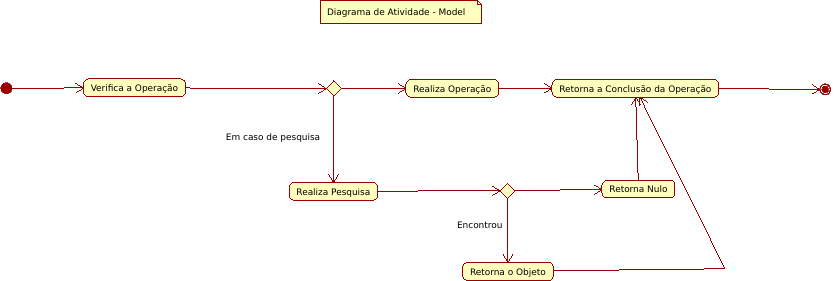 Diagrama de Atividade - Model
Verifica a Operação
Realiza Operação
Retorna a Conclusão da Operação
Em caso de pesquisa
Realiza Pesquisa
Retorna Nulo
Encontrou
Retorna o Objeto